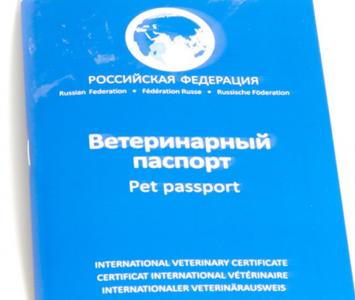 РОССИЙСКАЯ ФЕДЕРАЦИЯ
Russian Federation • Fédération Russe • Russische Föderation
Ветеринарный
паспорт
Pet passport
INTERNATIONAL VETERINARY CERTIFICATE
CERTIFICAT INTERNATIONAL VÉTÉRINAIRE
INTERNATIONALER VETERINÄRAUSWEIS